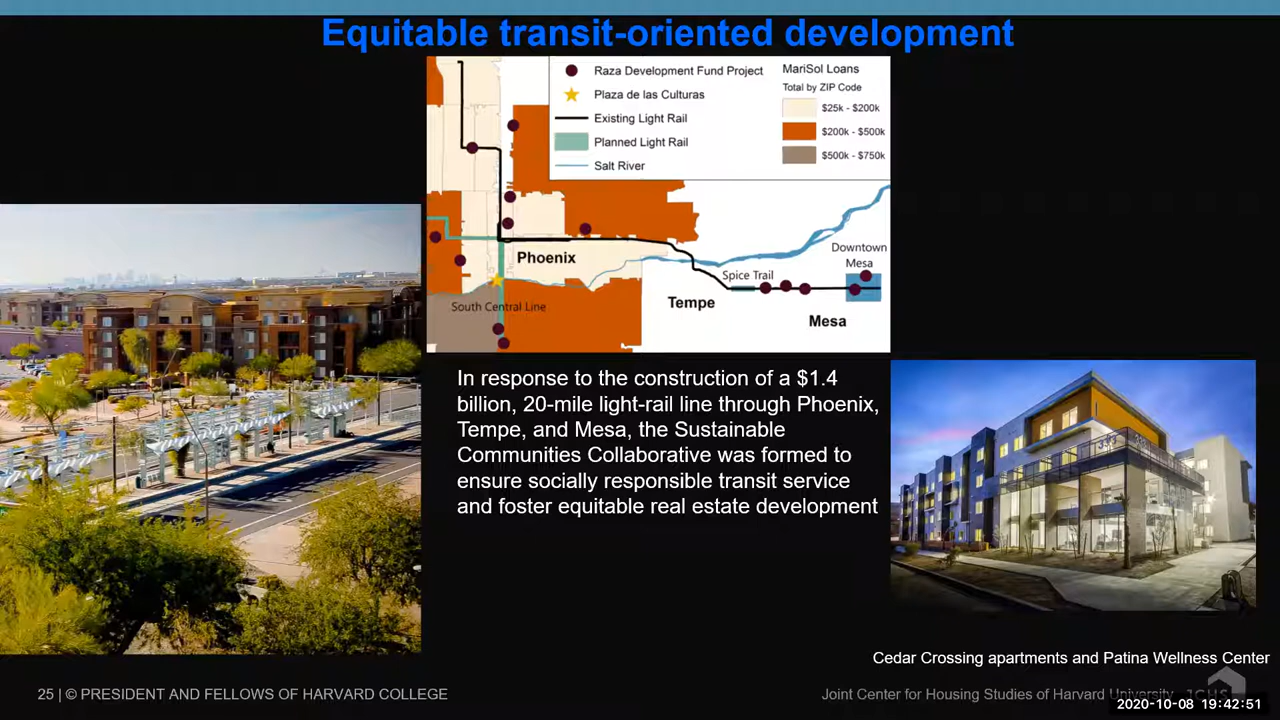 Equitable transit-oriented development
Raza Development Fund Project
Plaza de las Culturas
Existing Light Rail
Planned Light Rail
Salt River
MariSol Loans
Total by ZIP Code
$25k - $200k
$200k - $500k
$500k - $750k
Phoenix
South Central Line
Tempe
Spice Trail
Downtown
Mesa
Mesa
In response to the construction of a $1.4
billion, 20-mile light-rail line through Phoenix,
Tempe, and Mesa, the Sustainable
Communities Collaborative was formed to
ensure socially responsible transit service
and foster equitable real estate development
Cedar Crossing apartments and Patina Wellness Center
25 | © PRESIDENT AND FELLOWS OF HARVARD COLLEGE
Joint Center for Housing Studies of Harvard University
JCHS
2020-10-08 19:42:51